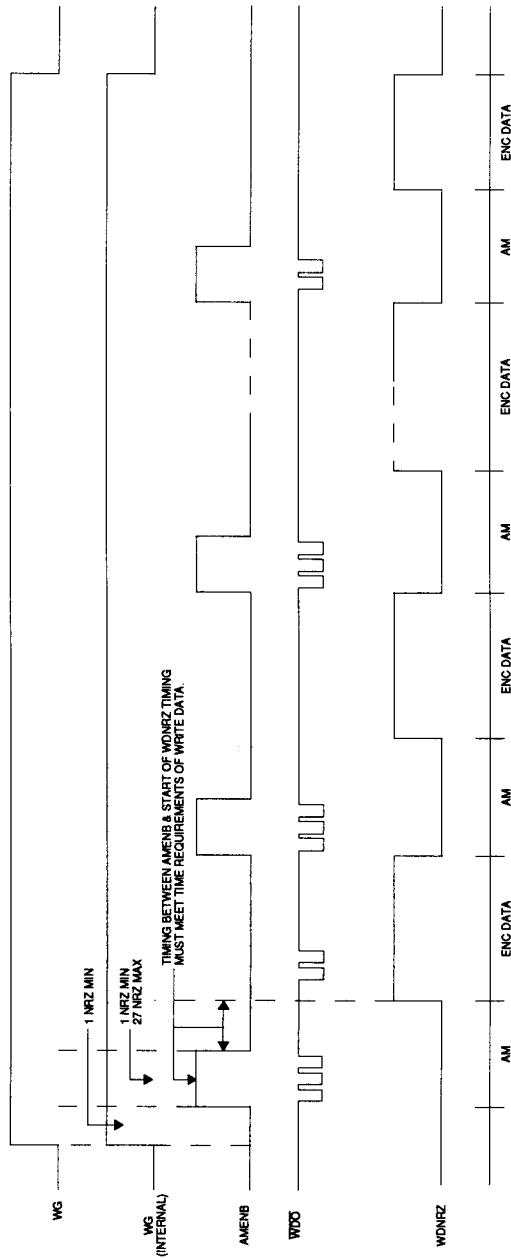 WG
1 NRZ MIN
WG
(INTERNAL)
1 NRZ MIN
27 NRZ MAX
TIMING BETWEEN AMENB & START OF WDNRZ TIMING
MUST MEET TIME REQUIREMENTS OF WRITE DATA.
AMENB
WDO
WDNRZ
AM
ENC DATA
AM
ENC DATA
AM
ENC DATA
AM
ENC DATA